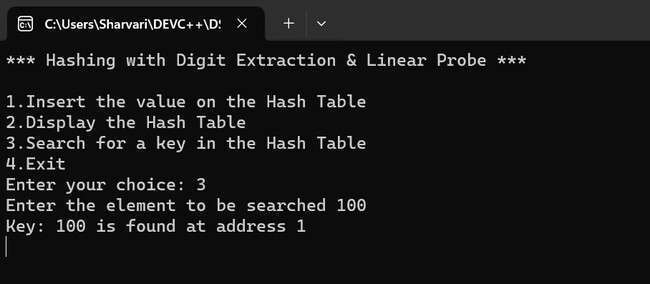 C:\Users\Sharvari\DEVC++\DS
*** Hashing with Digit Extraction & Linear Probe ***
1.Insert the value on the Hash Table
2.Display the Hash Table
3.Search for a key in the Hash Table
4.Exit
Enter your choice: 3
Enter the element to be searched 100
Key: 100 is found at address 1